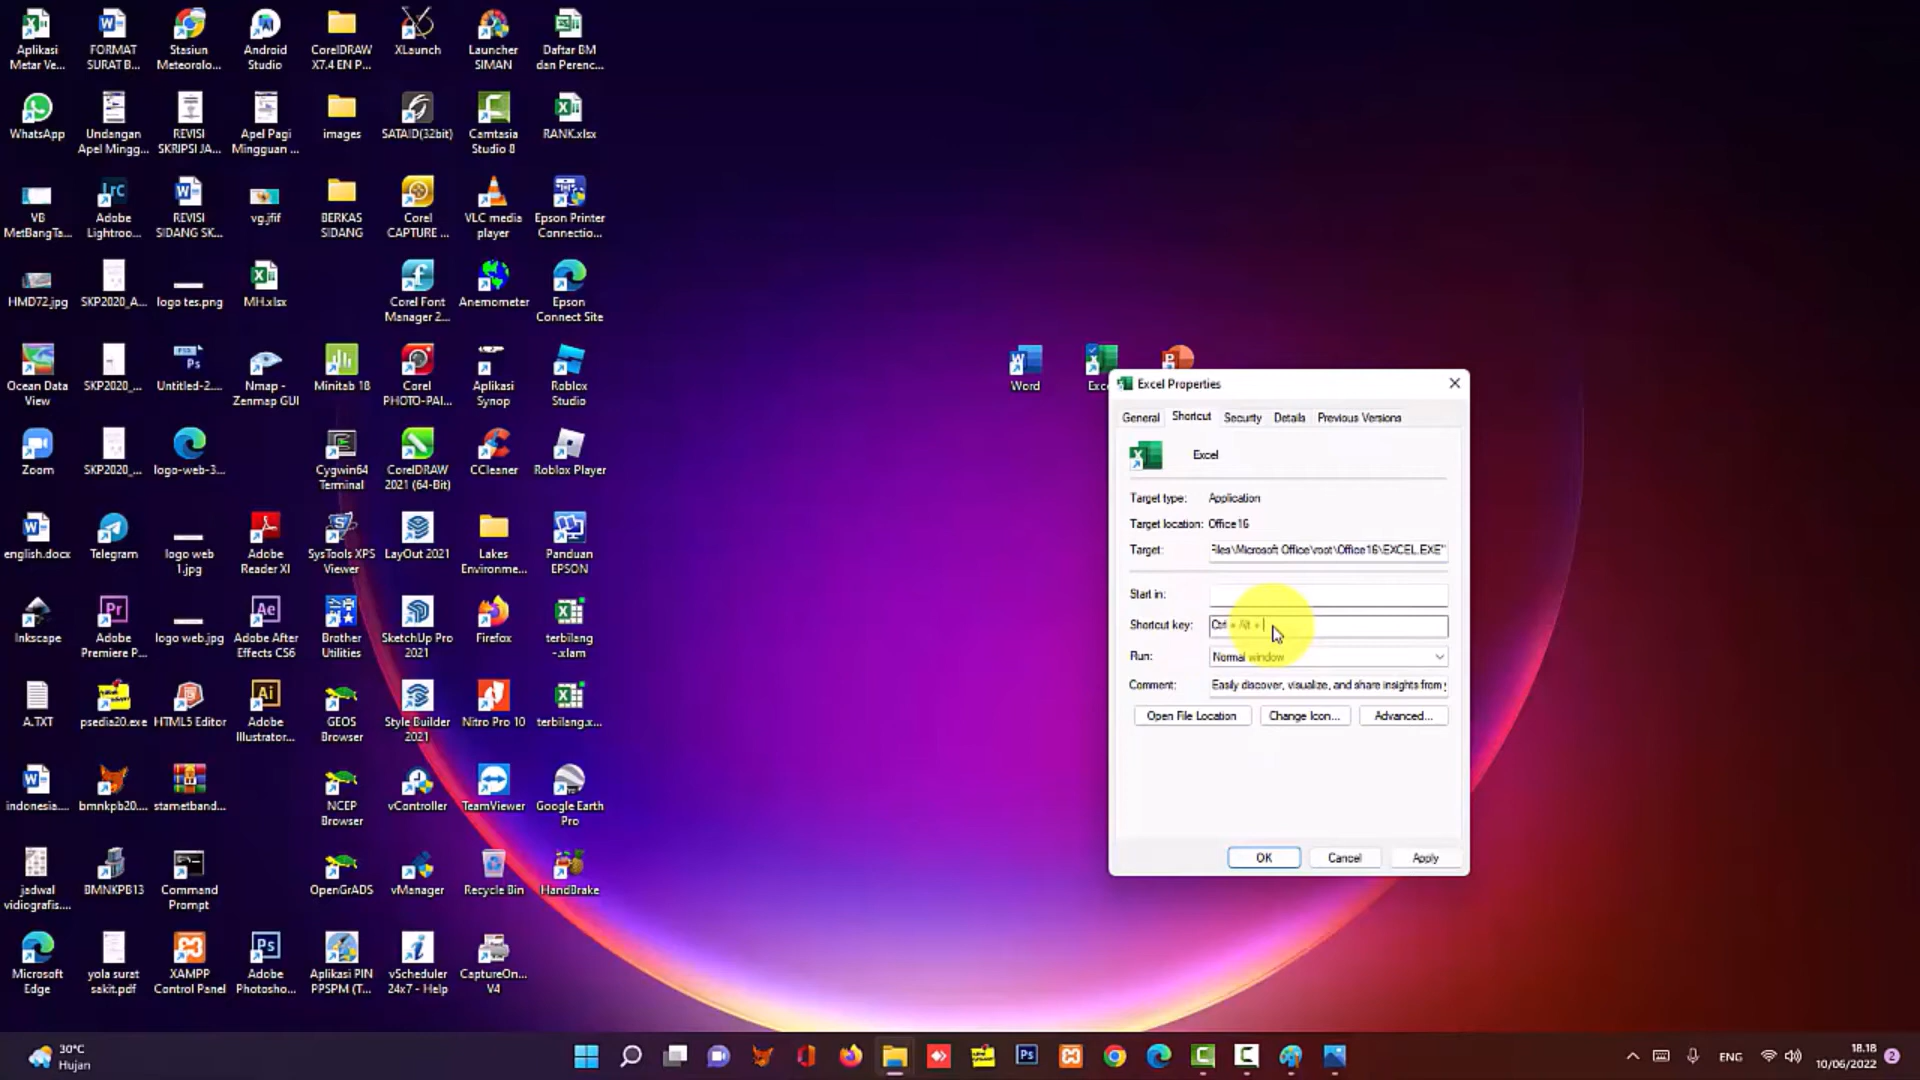 Aplikasi
Metar Ve...
FORMAT
SURAT B...
Stasiun
Meteorolo...
Android
Studio
CorelDRAW
X7.4 EN P...
XLaunch
Launcher
SIMAN
Daftar BM
dan Perenc...
WhatsApp
Undangan
Apel Mingg...
REVISI
SKRIPSI JA...
Apel Pagi
Mingguan ...
images
SATAID(32bit)
Camtasia
Studio 8
RANK.xlsx
VB
MetBangTa...
Adobe
Lightroo...
REVISI
SIDANG SK...
vg.jfif
BERKAS
SIDANG
Corel
CAPTURE ...
VLC media
player
Epson Printer
Connectio...
HMD72.jpg
SKP2020_A...
logo tes.png
MH.xlsx
Corel Font
Manager 2...
Anemometer
Epson
Connect Site
Ocean Data
View
SKP2020_...
Untitled-2....
Nmap -
Zenmap GUI
Minitab 18
Corel
PHOTO-PAI...
Aplikasi
Synop
Roblox
Studio
Zoom
SKP2020_...
logo-web-3...
Cygwin64
Terminal
CorelDRAW
2021 (64-Bit)
CCleaner
Roblox Player
english.docx
Telegram
logo web
1.jpg
Adobe
Reader XI
SysTools XPS
Viewer
LayOut 2021
Lakes
Environme...
Panduan
EPSON
Inkscape
Adobe
Premiere P...
logo web.jpg
Adobe After
Effects CS6
Brother
Utilities
SketchUp Pro
2021
Firefox
terbilang
-.xlam
A.TXT
psedia20.exe
HTML5 Editor
Adobe
Illustrator...
GEOS
Browser
Style Builder
2021
Nitro Pro 10
terbilang.x...
indonesia....
bmnkpb20....
stametband...
NCEP
Browser
vController
TeamViewer
Google Earth
Pro
jadwal
vidiografis....
BMNKPB13
Command
Prompt
OpenGrADS
vManager
Recycle Bin
HandBrake
Microsoft
Edge
yola surat
sakit.pdf
XAMPP
Control Panel
Adobe
Photosho...
Aplikasi PIN
PPSPM (T...
vScheduler
24x7 - Help
CaptureOn...
V4
Word
Exce
Excel Properties
General Shortcut Security Details Previous Versions
Excel
Target type: Application
Target location: Office16
Target: Files\Microsoft Office\root\Office16\EXCEL.EXE"
Start in:
Shortcut key: Ctrl + Alt +
Run: Normal window
Comment: Easily discover, visualize, and share insights from
Open File Location Change Icon... Advanced...
OK Cancel Apply
30°C
Hujan
ENG
18.18
10/06/2022
2